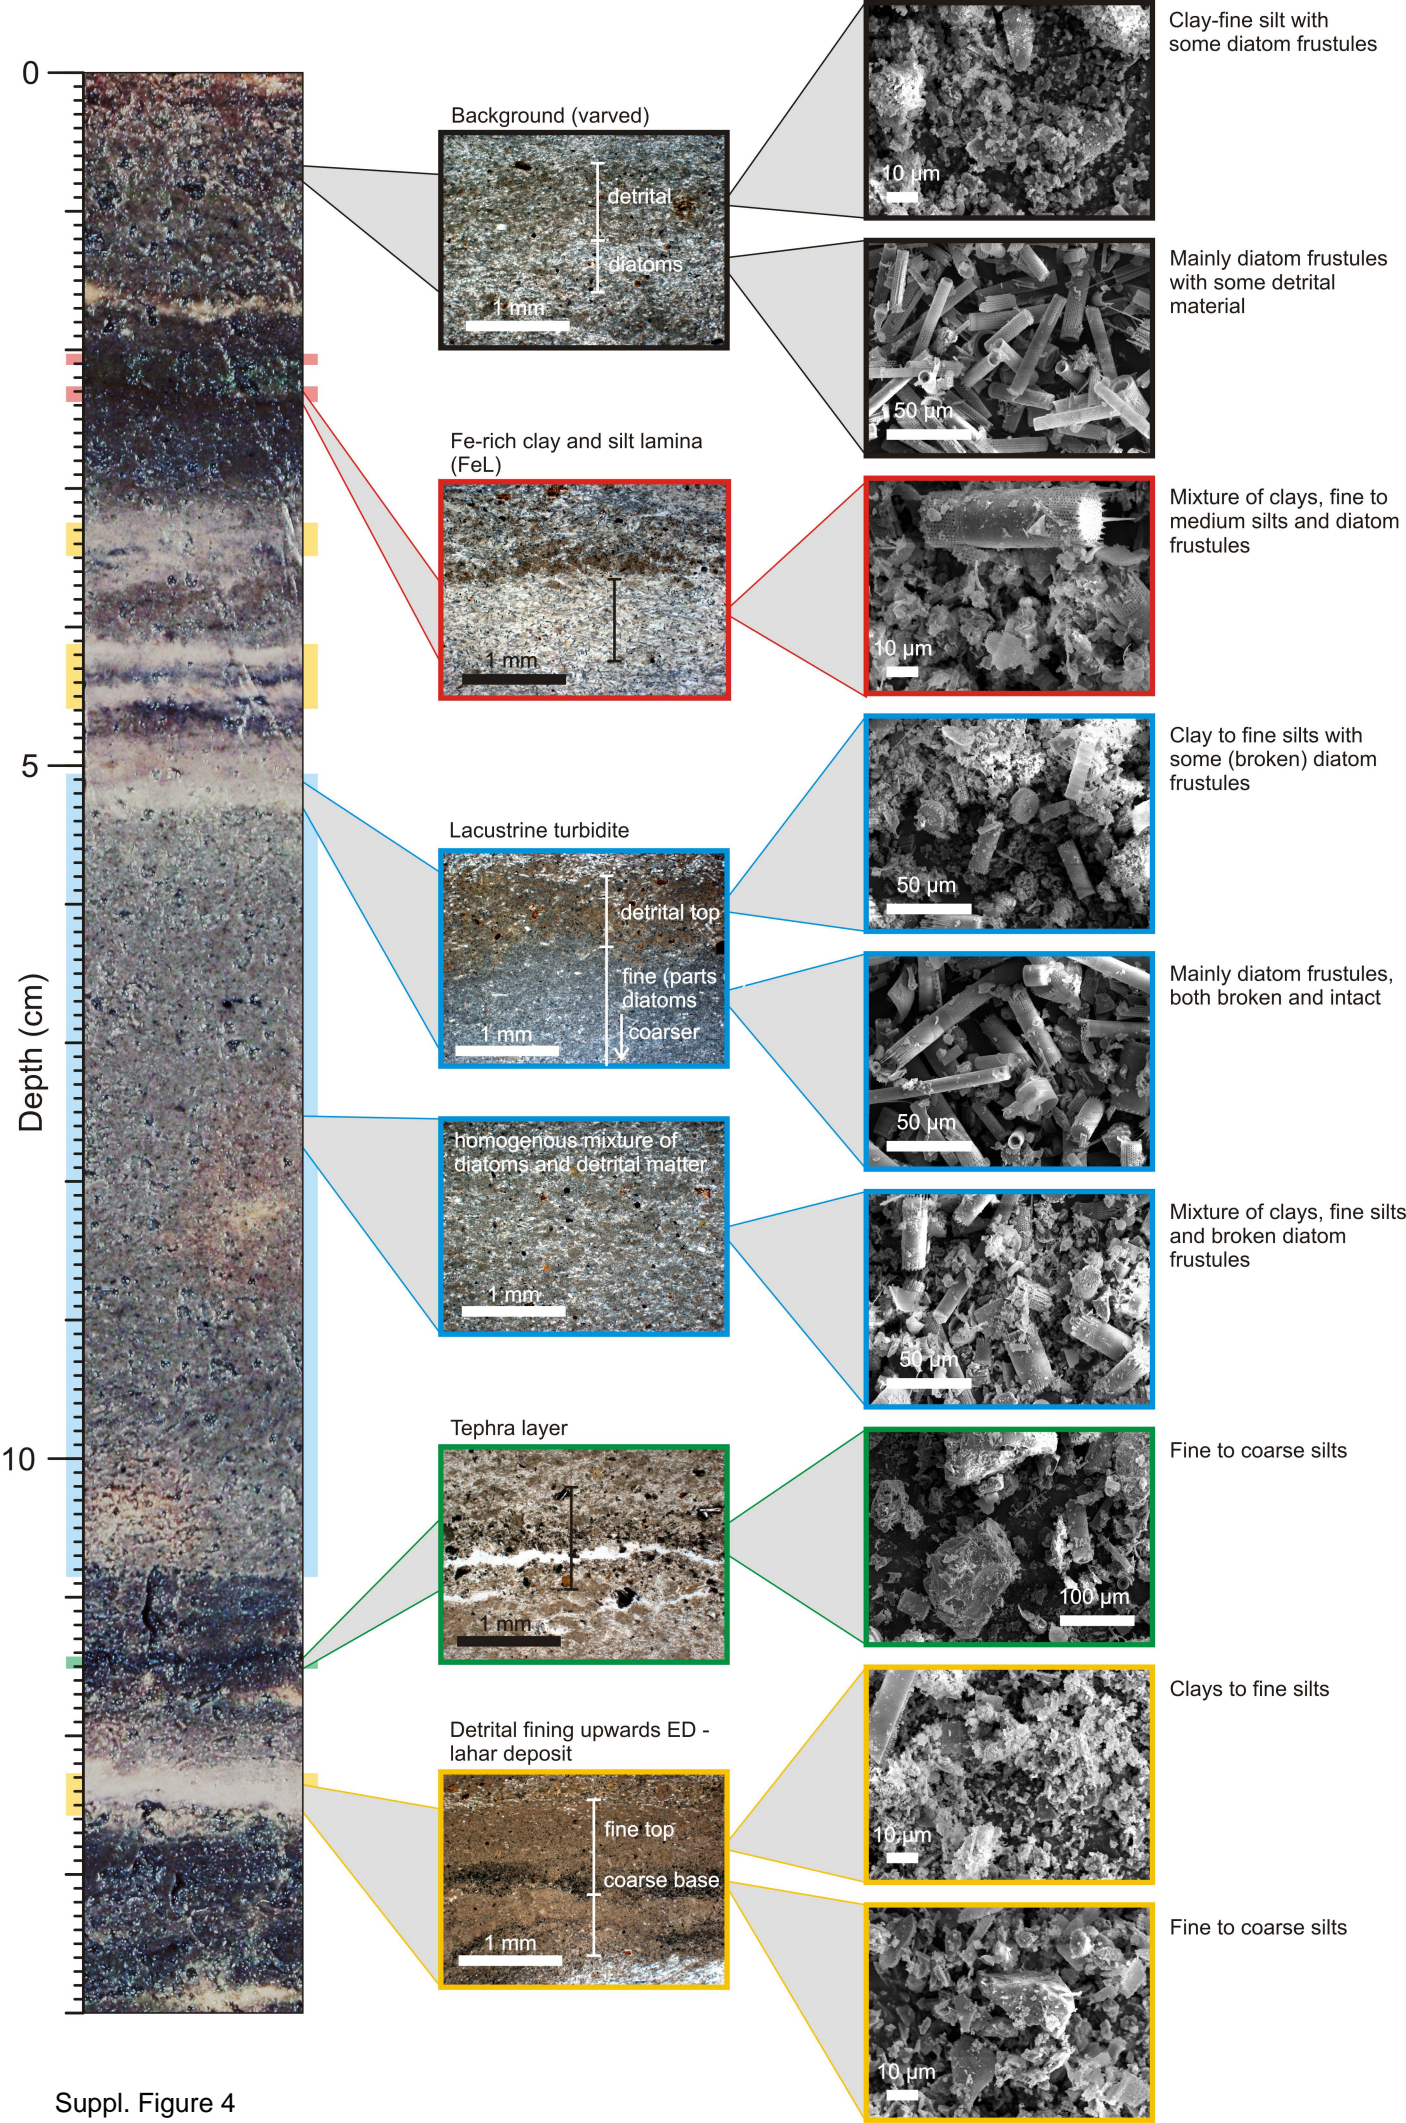 Clay-fine silt with
some diatom frustules
0
Background (varved)
detrital
diatoms
1 mm
10 µm
Mainly diatom frustules
with some detrital
material
50 µm
Fe-rich clay and silt lamina
(FeL)
1 mm
Mixture of clays, fine to
medium silts and diatom
frustules
10 µm
5
Depth (cm)
Lacustrine turbidite
detrital top
fine (parts
diatoms
coarser
1 mm
Clay to fine silts with
some (broken) diatom
frustules
50 µm
Mainly diatom frustules,
both broken and intact
50 µm
homogenous mixture of
diatoms and detrital matter
1 mm
Mixture of clays, fine silts
and broken diatom
frustules
50 µm
10
Tephra layer
1 mm
Fine to coarse silts
100 µm
Detrital fining upwards ED -
lahar deposit
fine top
coarse base
1 mm
Clays to fine silts
10 µm
Fine to coarse silts
10 µm
Suppl. Figure 4